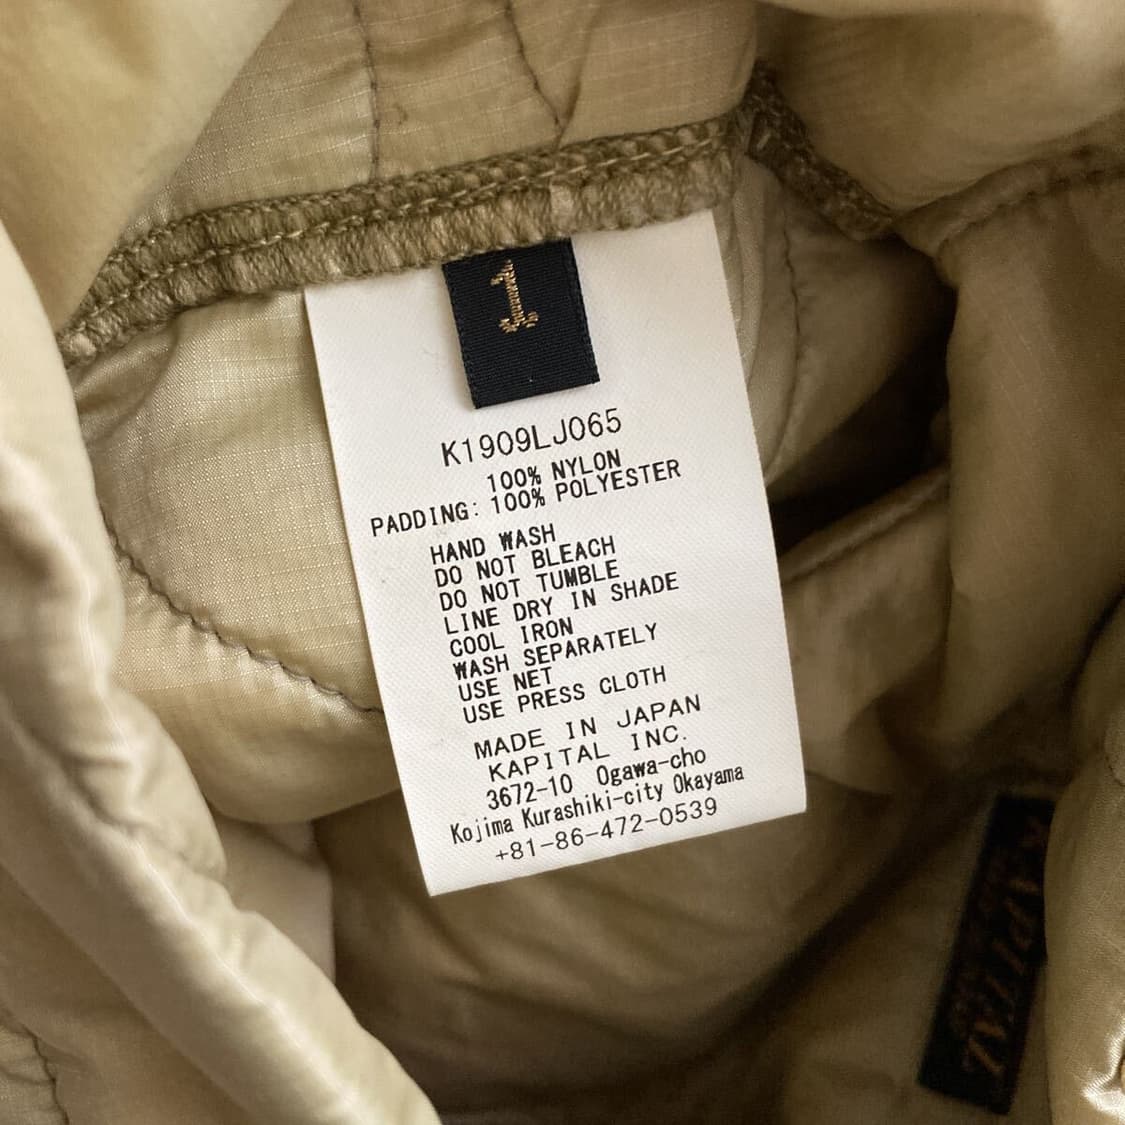 1
K1909LJ065
100% NYLON
PADDING: 100% POLYESTER
HAND WASH
DO NOT BLEACH
DO NOT TUMBLE
LINE DRY IN SHADE
COOL IRON
WASH SEPARATELY
USE NET
USE PRESS CLOTH
MADE IN JAPAN
KAPITAL INC.
3672-10 Ogawa-cho
Kojima Kurashiki-city Okayama
+81-86-472-0539
KAPITAL